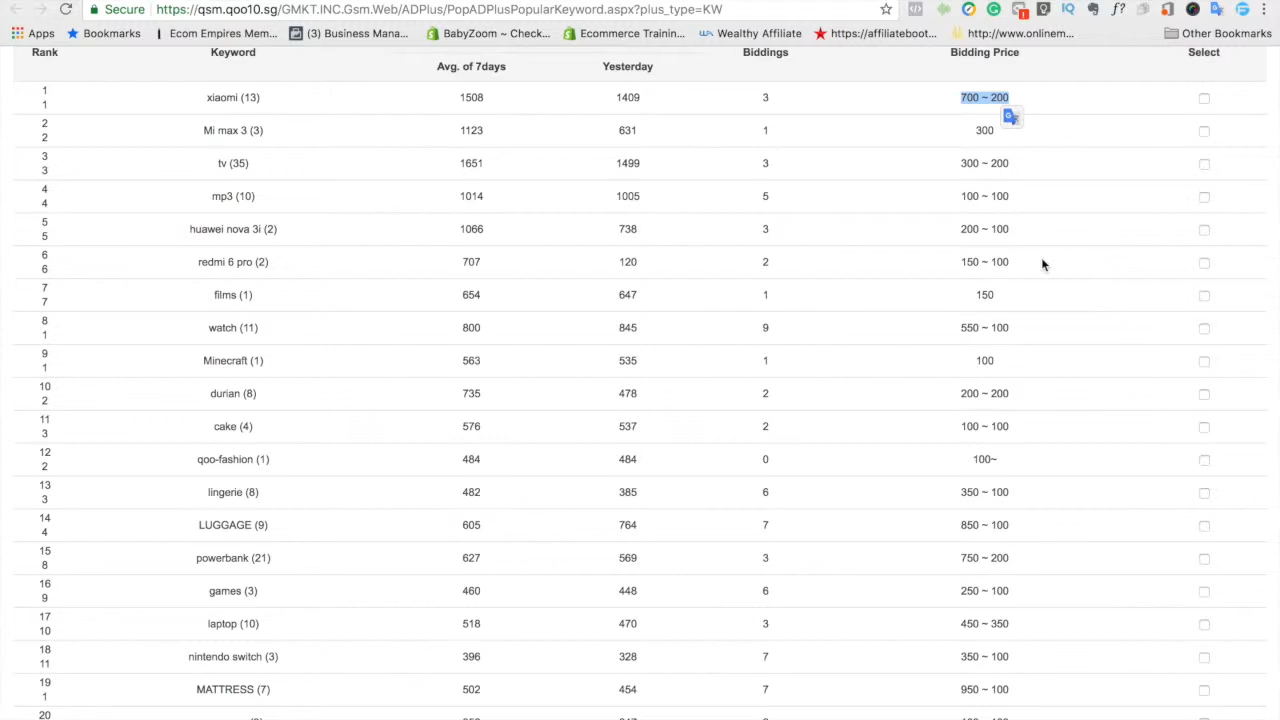 Secure https://qsm.qoo10.sg/GMKT.INC.Gsm.Web/ADPlus/PopADPlusPopularKeyword.aspx?plus_type=KW
Apps Bookmarks Ecom Empires Mem... (3) Business Mana... BabyZoom ~ Check... Ecommerce Trainin... WA Wealthy Affiliate https://affiliateboot... http://www.onlinem... Other Bookmarks
Rank Keyword Biddings Bidding Price Select
Avg. of 7days Yesterday
1
1 xiaomi (13) 1508 1409 3 700 ~ 200
2
2 Mi max 3 (3) 1123 631 1 300
3
3 tv (35) 1651 1499 3 300 ~ 200
4
4 mp3 (10) 1014 1005 5 100 ~ 100
5
5 huawei nova 3i (2) 1066 738 3 200 ~ 100
6
6 redmi 6 pro (2) 707 120 2 150 ~ 100
7
7 films (1) 654 647 1 150
8
1 watch (11) 800 845 9 550 ~ 100
9
1 Minecraft (1) 563 535 1 100
10
2 durian (8) 735 478 2 200 ~ 200
11
3 cake (4) 576 537 2 100 ~ 100
12
2 qoo-fashion (1) 484 484 0 100~
13
3 lingerie (8) 482 385 6 350 ~ 100
14
4 LUGGAGE (9) 605 764 7 850 ~ 100
15
8 powerbank (21) 627 569 3 750 ~ 200
16
9 games (3) 460 448 6 250 ~ 100
17
10 laptop (10) 518 470 3 450 ~ 350
18
11 nintendo switch (3) 396 328 7 350 ~ 100
19
1 MATTRESS (7) 502 454 7 950 ~ 100
20